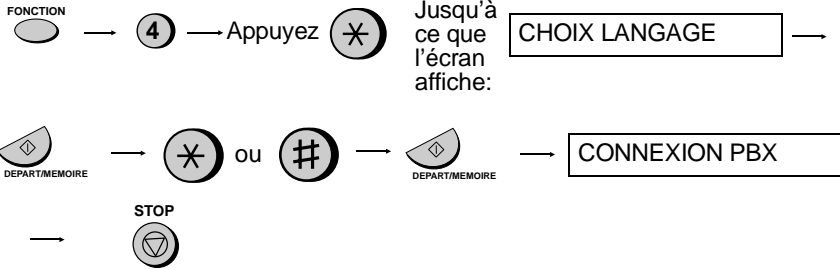 FONCTION
4
Appuyez
Jusqu'à
ce que
l'écran
affiche:
CHOIX LANGAGE
DEPART/MEMOIRE
ou
DEPART/MEMOIRE
CONNEXION PBX
STOP